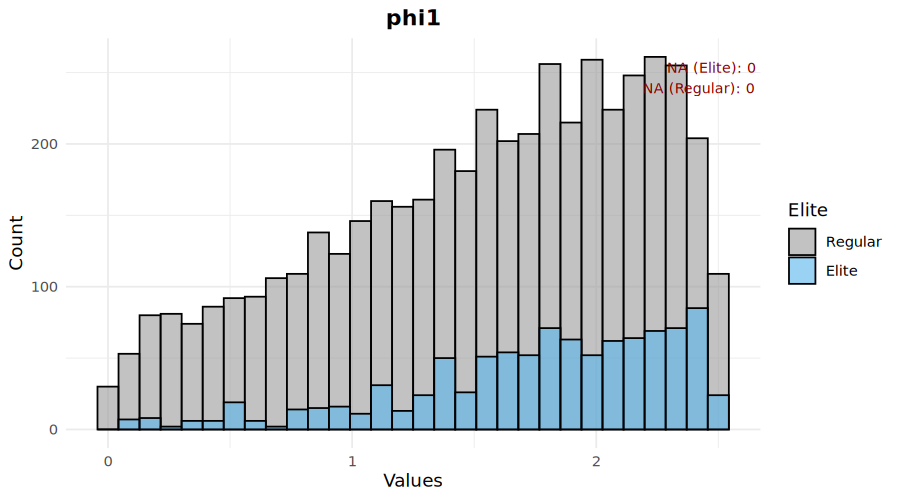 phi1
NA (Elite): 0
NA (Regular): 0
200
100
0
Count
0
1
2
Values
Elite
Regular
Elite